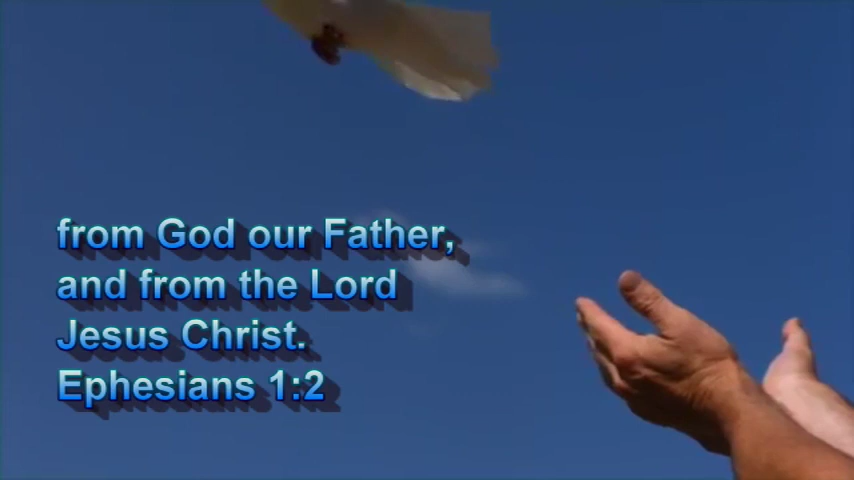 from God our Father,
and from the Lord
Jesus Christ.
Ephesians 1:2